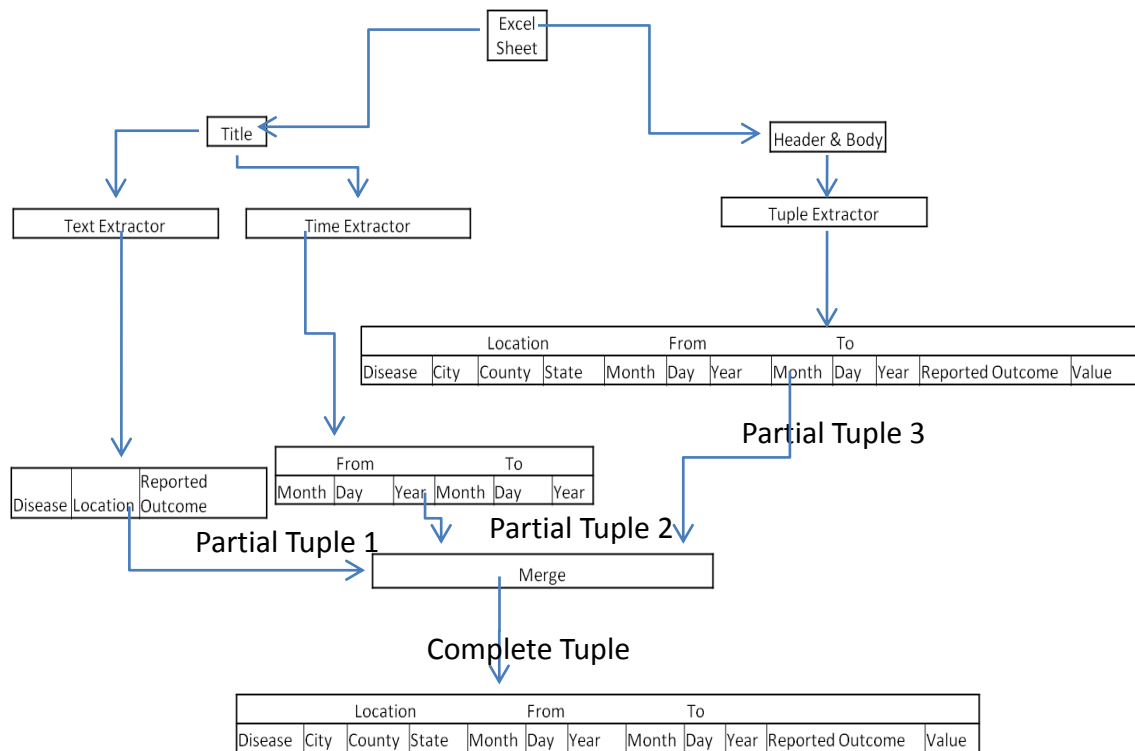 Excel
Sheet
Title
Header & Body
Text Extractor
Time Extractor
Tuple Extractor
Location From To
Disease City County State Month Day Year Month Day Year Reported Outcome Value
Partial Tuple 3
From To
Month Day Year Month Day Year
Reported
Disease Location Outcome
Partial Tuple 2
Partial Tuple 1
Merge
Complete Tuple
Location From To
Disease City County State Month Day Year Month Day Year Reported Outcome Value